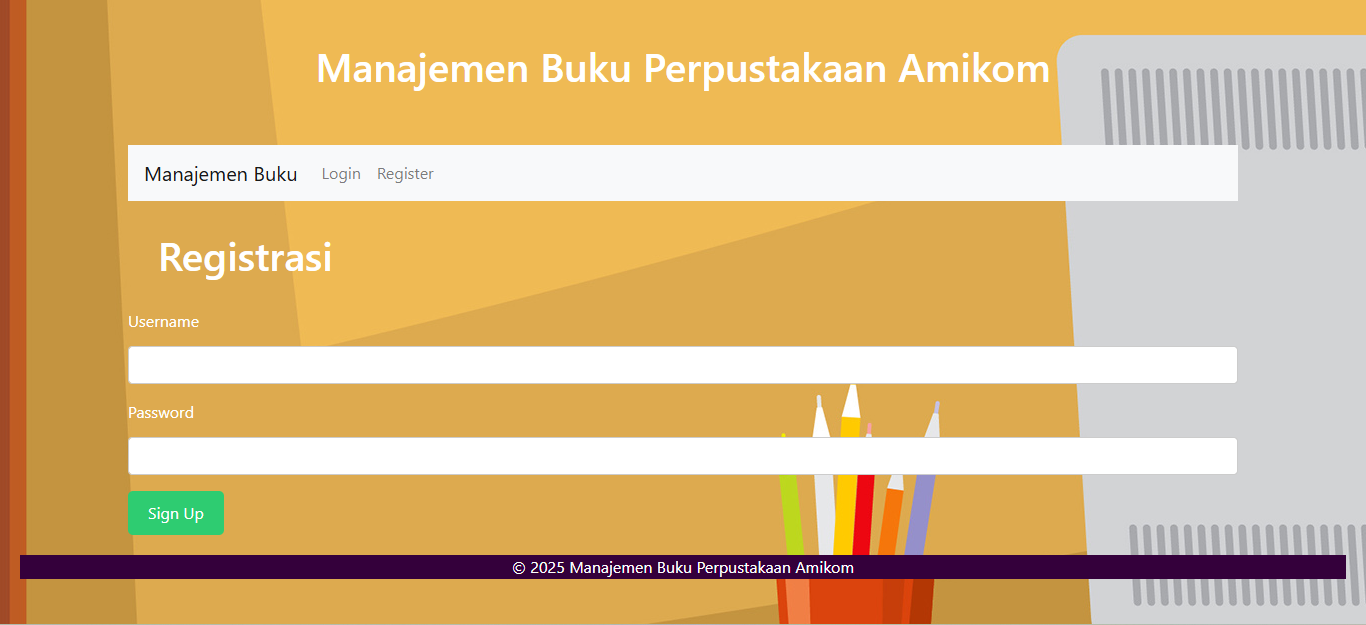 Manajemen Buku Perpustakaan Amikom
Manajemen Buku Login Register
Registrasi
Username
Password
Sign Up
© 2025 Manajemen Buku Perpustakaan Amikom